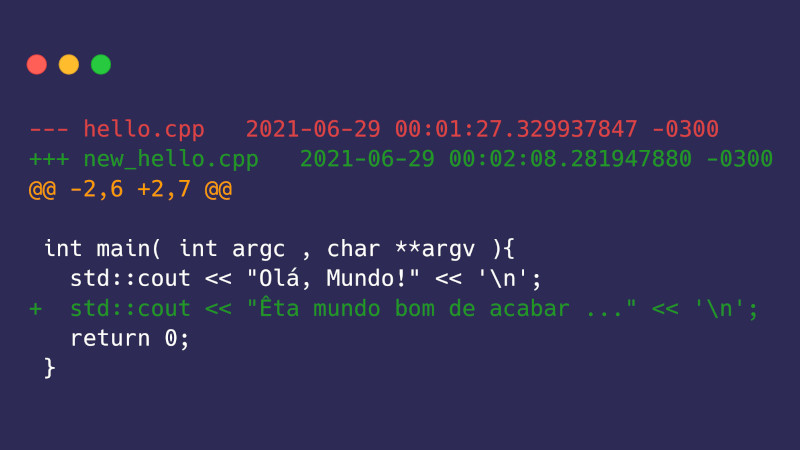 --- hello.cpp   2021-06-29 00:01:27.329937847 -0300
+++ new_hello.cpp   2021-06-29 00:02:08.281947880 -0300
@@ -2,6 +2,7 @@
 int main( int argc , char **argv ){
   std::cout << "Olá, Mundo!" << '\n';
+  std::cout << "Êta mundo bom de acabar ..." << '\n';
   return 0;
 }